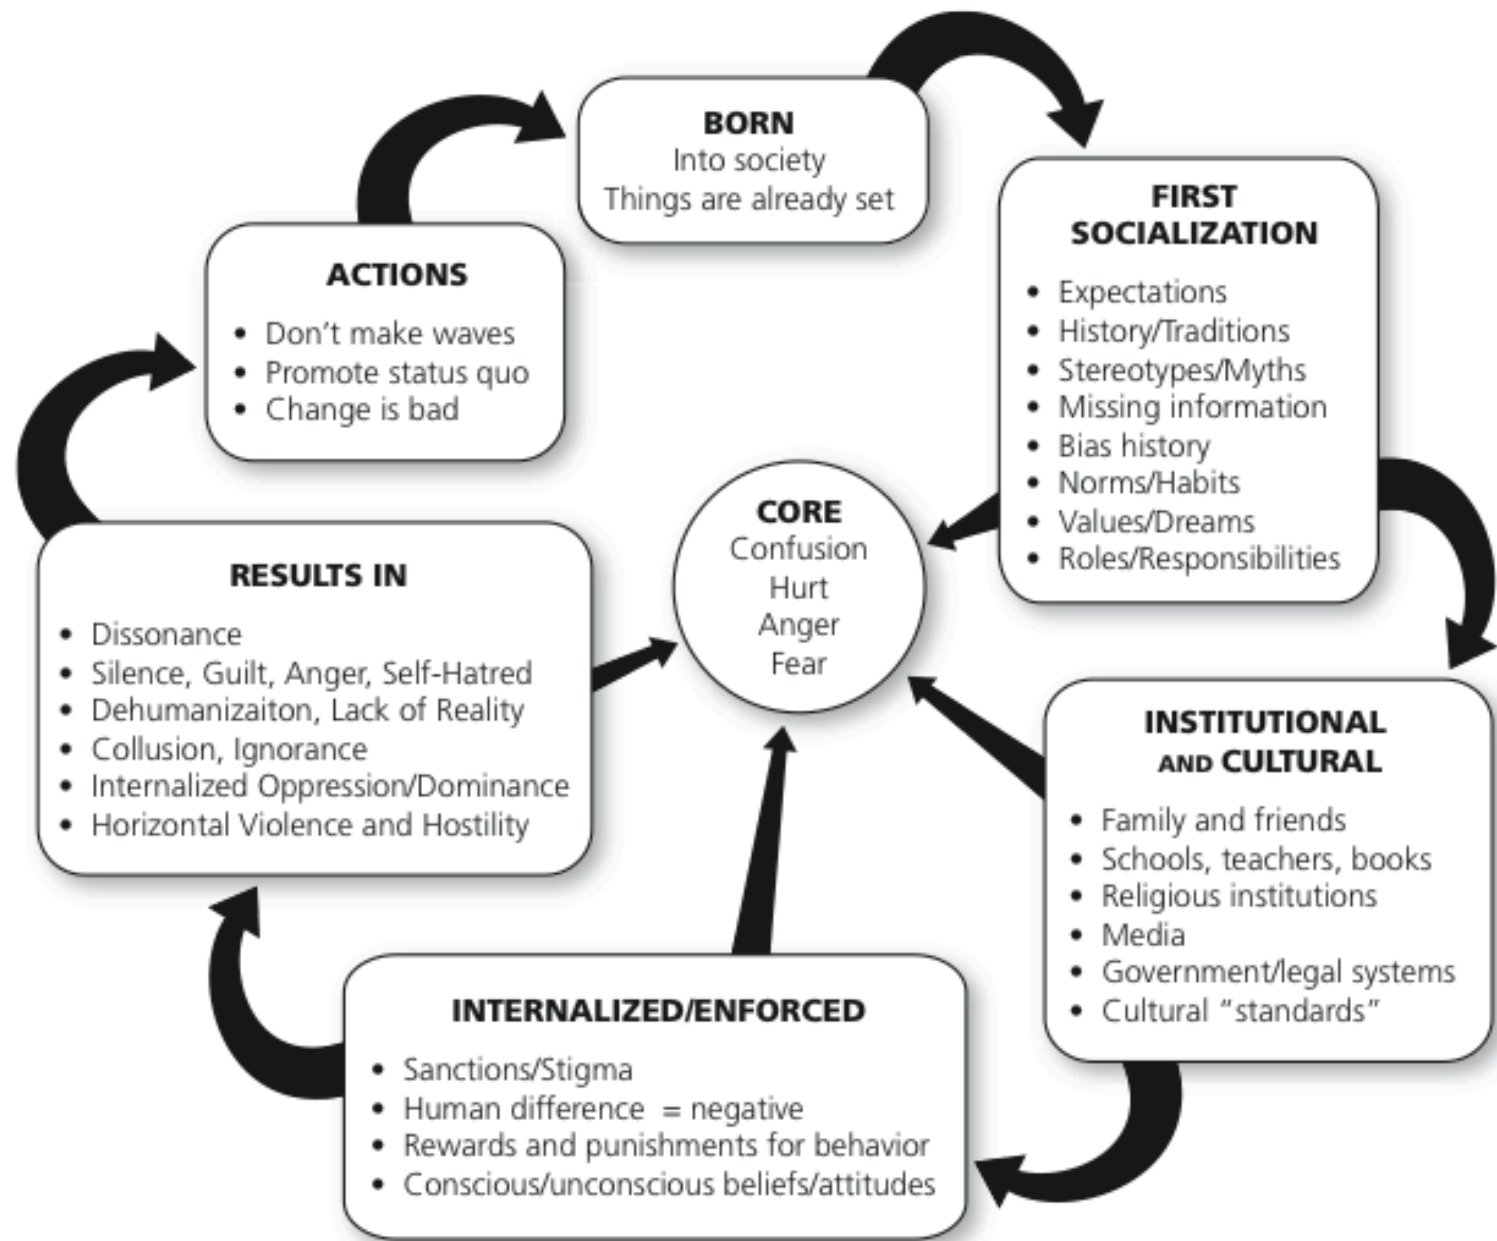 BORN
Into society
Things are already set
FIRST
SOCIALIZATION
• Expectations
• History/Traditions
• Stereotypes/Myths
• Missing information
• Bias history
• Norms/Habits
• Values/Dreams
• Roles/Responsibilities
INSTITUTIONAL
AND CULTURAL
• Family and friends
• Schools, teachers, books
• Religious institutions
• Media
• Government/legal systems
• Cultural “standards”
INTERNALIZED/ENFORCED
• Sanctions/Stigma
• Human difference = negative
• Rewards and punishments for behavior
• Conscious/unconscious beliefs/attitudes
RESULTS IN
• Dissonance
• Silence, Guilt, Anger, Self-Hatred
• Dehumanizaiton, Lack of Reality
• Collusion, Ignorance
• Internalized Oppression/Dominance
• Horizontal Violence and Hostility
ACTIONS
• Don’t make waves
• Promote status quo
• Change is bad
CORE
Confusion
Hurt
Anger
Fear